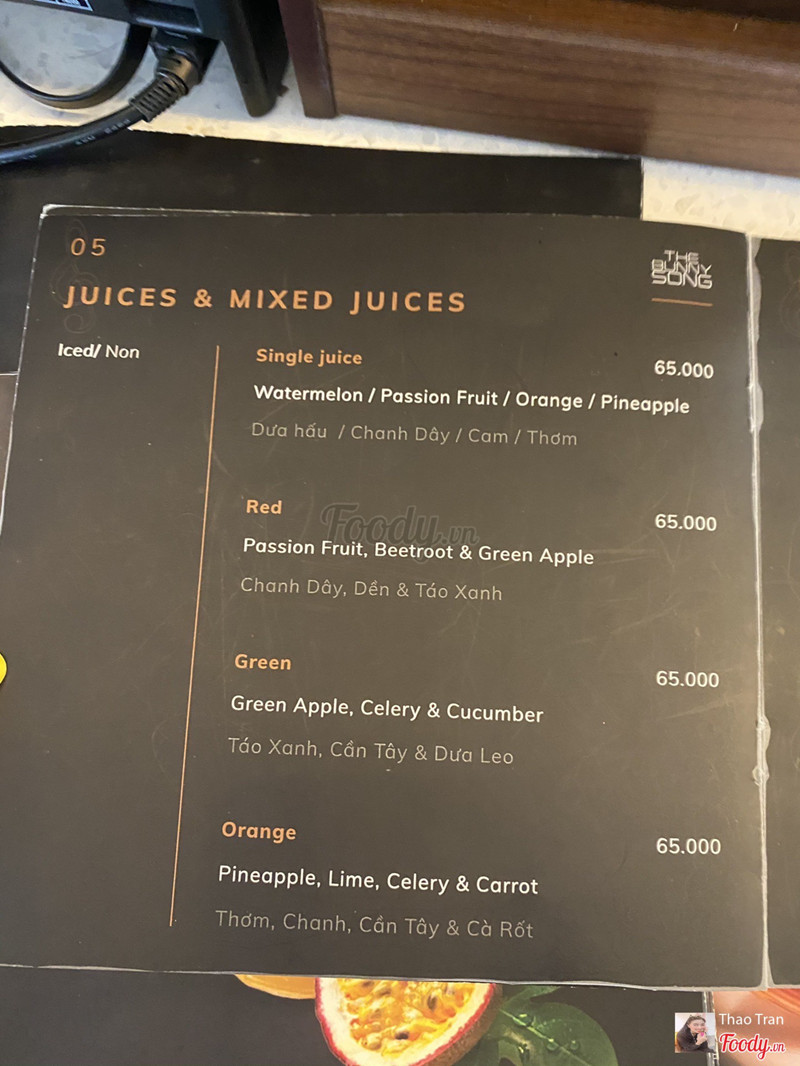 05
THE
BUNNY
SONG
JUICES & MIXED JUICES
Iced/ Non
Single juice
65.000
Watermelon / Passion Fruit / Orange / Pineapple
Dưa hấu / Chanh Dây / Cam / Thơm
Red
65.000
Foody.vn
Passion Fruit, Beetroot & Green Apple
Chanh Dây, Dền & Táo Xanh
Green
65.000
Green Apple, Celery & Cucumber
Táo Xanh, Cần Tây & Dưa Leo
Orange
65.000
Pineapple, Lime, Celery & Carrot
Thơm, Chanh, Cần Tây & Cà Rốt
Thao Tran
Foody.vn